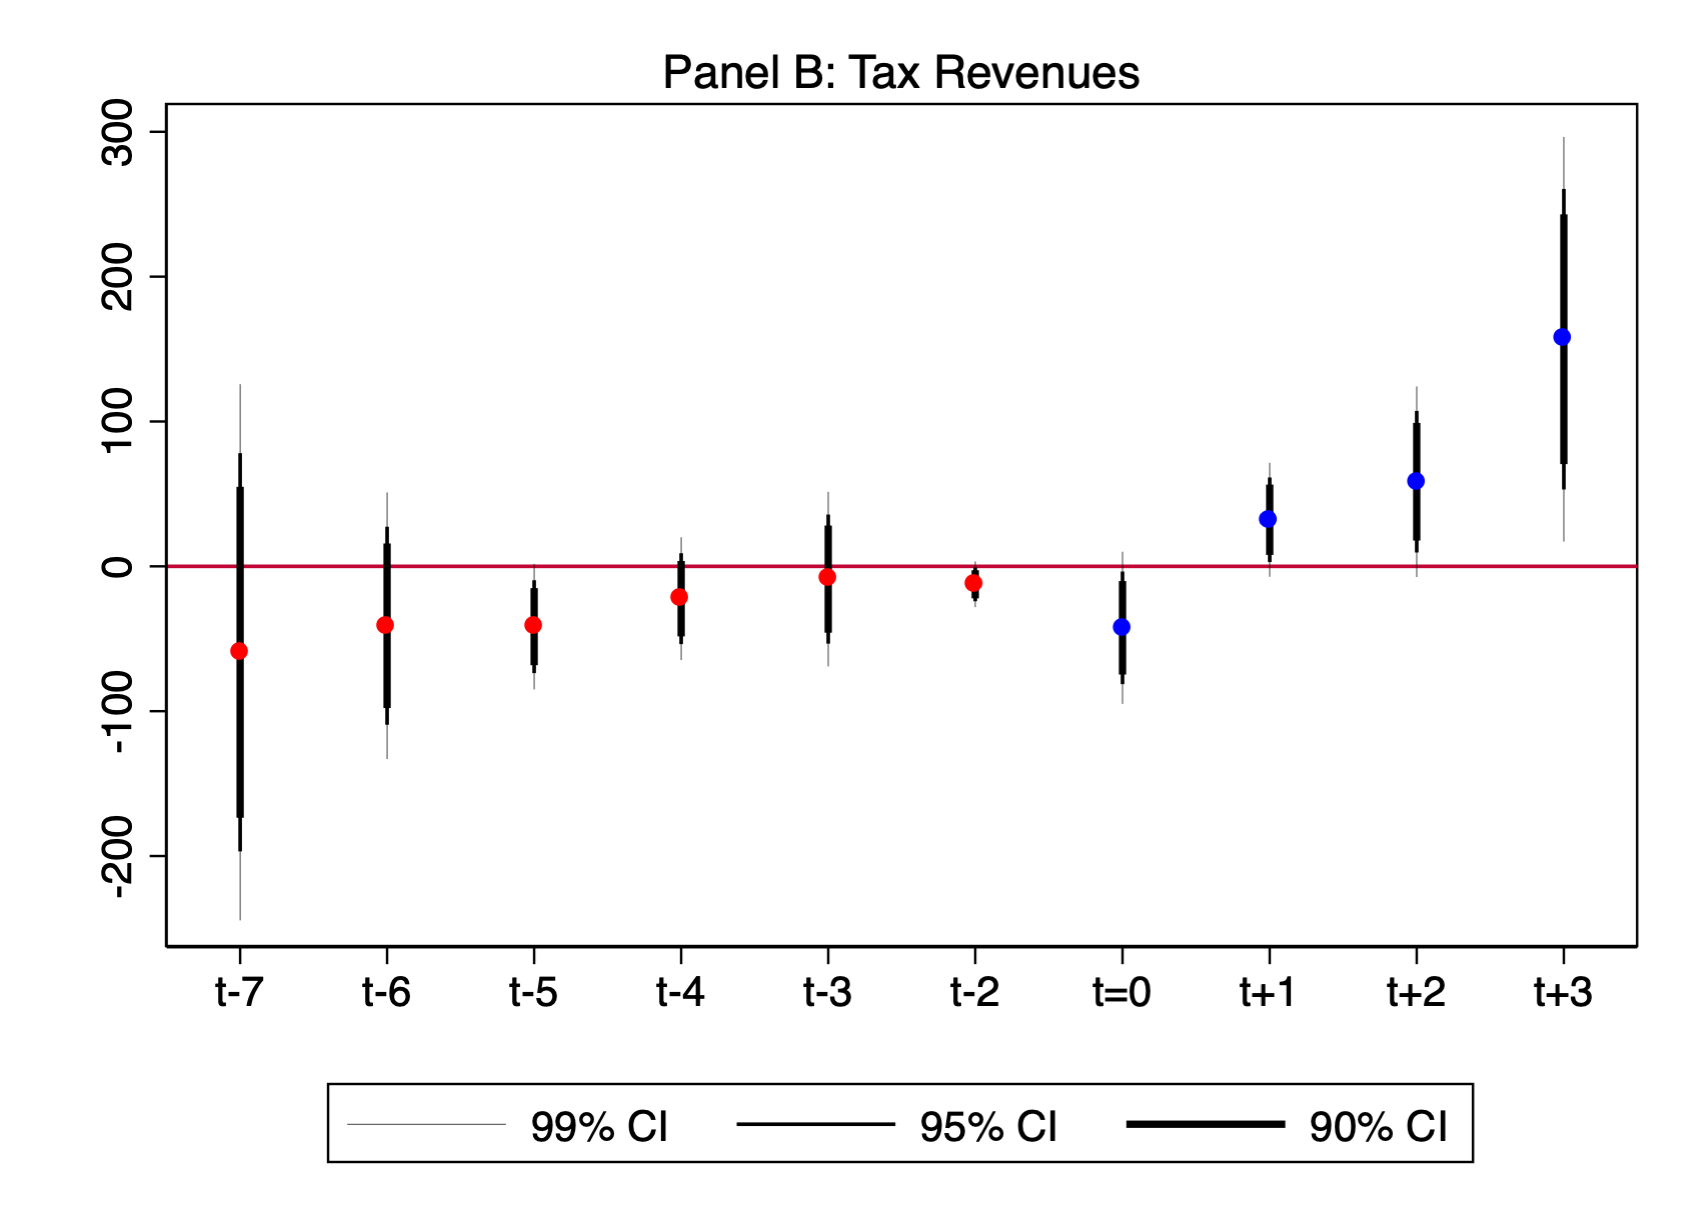 Panel B: Tax Revenues
300
200
100
0
-100
-200
t-7 t-6 t-5 t-4 t-3 t-2 t=0 t+1 t+2 t+3
99% CI 95% CI 90% CI